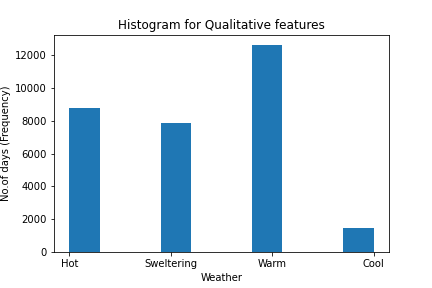 Histogram for Qualitative features
12000
10000
8000
6000
4000
2000
0
No.of days (Frequency)
Hot Sweltering Warm Cool
Weather